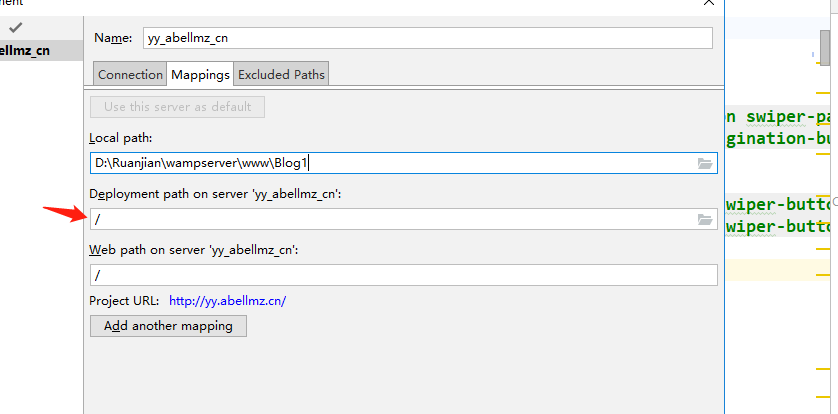 Name: yy_abellmz_cn
ellmz_cn
Connection Mappings Excluded Paths
Use this server as default
Local path:
D:\Ruanjian\wampserver\www\Blog1
Deployment path on server 'yy_abellmz_cn':
/
Web path on server 'yy_abellmz_cn':
/
Project URL: http://yy.abellmz.cn/
Add another mapping
n swiper-pa
gination-bu
wiper-butto
wiper-butto